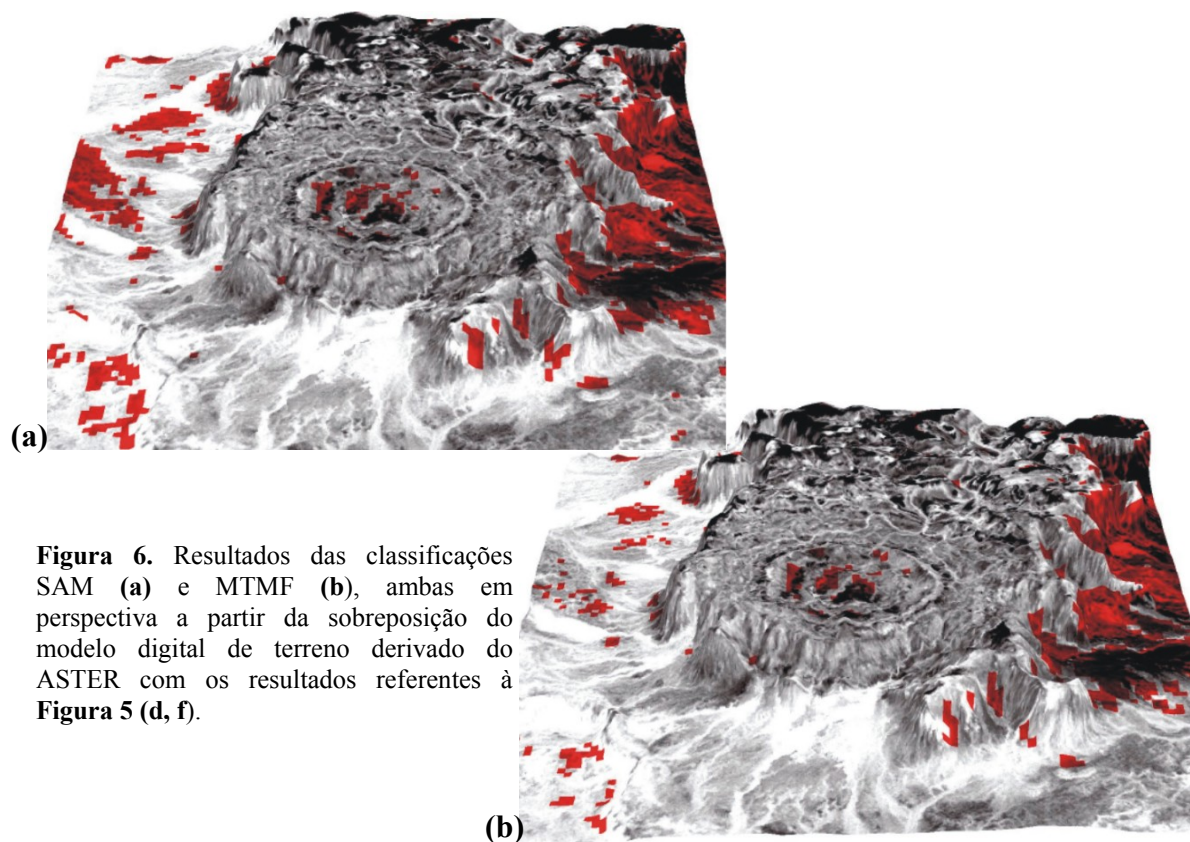 (a)
Figura 6. Resultados das classificações
SAM (a) e MTMF (b), ambas em
perspectiva a partir da sobreposição do
modelo digital de terreno derivado do
ASTER com os resultados referentes à
Figura 5 (d, f).
(b)